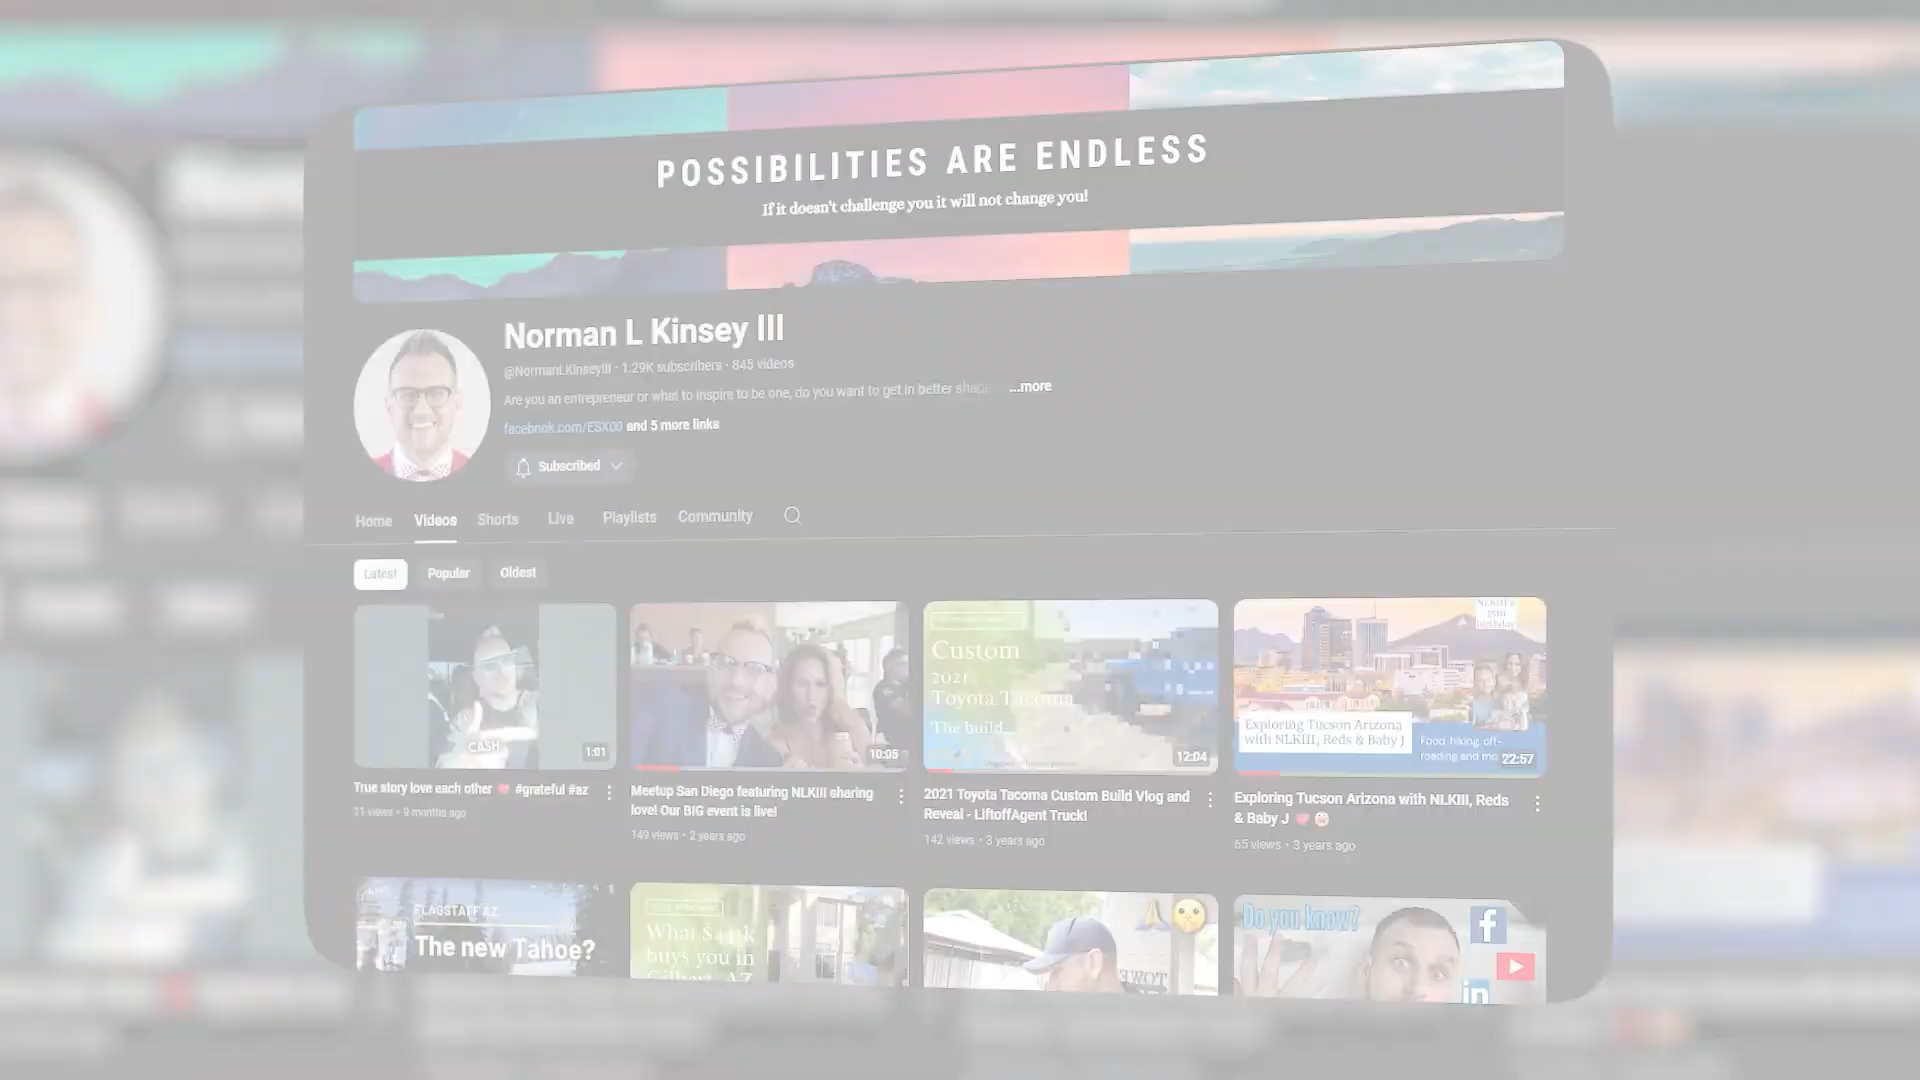 POSSIBILITIES ARE ENDLESS
If it doesn't challenge you it will not change you!
Norman L Kinsey III
@NormanLKinseyIII · 1.29K subscribers · 845 videos
Are you an entrepreneur or what to inspire to be one, do you want to get in better shape ...more
facebook.com/ESX00 and 5 more links
Subscribed
Home Videos Shorts Live Playlists Community
Latest Popular Oldest
CASH
1:01
10:05
Custom
2021
Toyota Tacoma
The build
12:04
birthday
Exploring Tucson Arizona
with NLKIII, Reds & Baby J
Food, hiking, off-
roading and mo
22:57
True story love each other ❤️ #grateful #az
11 views · 9 months ago
Meetup San Diego featuring NLKIII sharing
love! Our BIG event is live!
149 views · 2 years ago
2021 Toyota Tacoma Custom Build Vlog and
Reveal - LiftoffAgent Truck!
142 views · 3 years ago
Exploring Tucson Arizona with NLKIII, Reds
& Baby J
65 views · 3 years ago
FLAGSTAFF AZ
The new Tahoe?
What $441k
buys you in
Gilbert, AZ
Do you know?
f
in